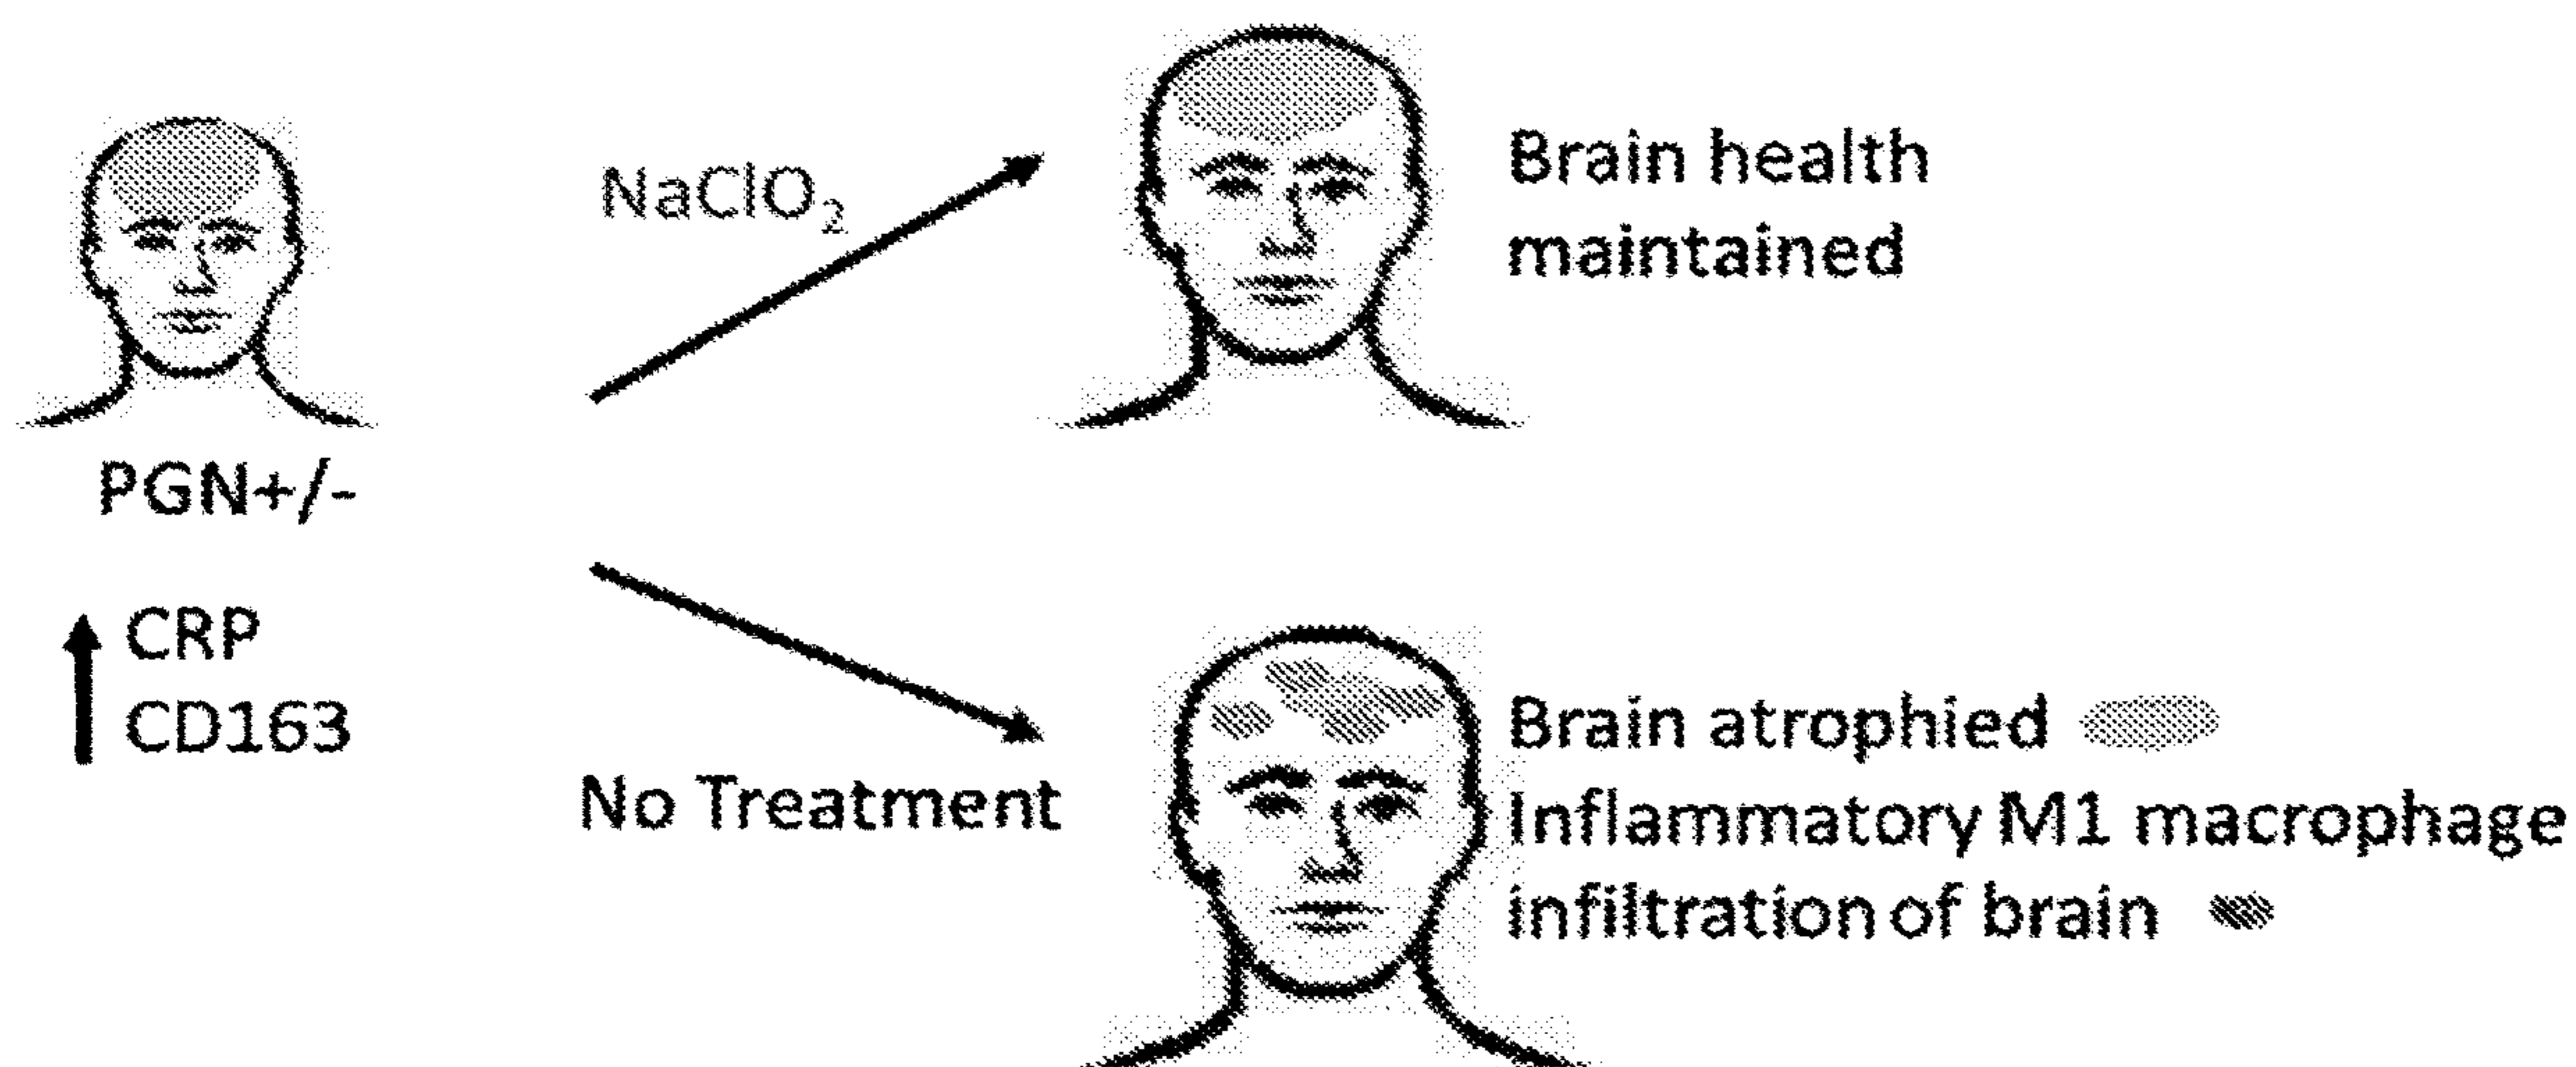 PGN+/-
CRP
CD163
NaClO₂
No Treatment
Brain health
maintained
Brain atrophied
Inflammatory M1 macrophage
infiltration of brain